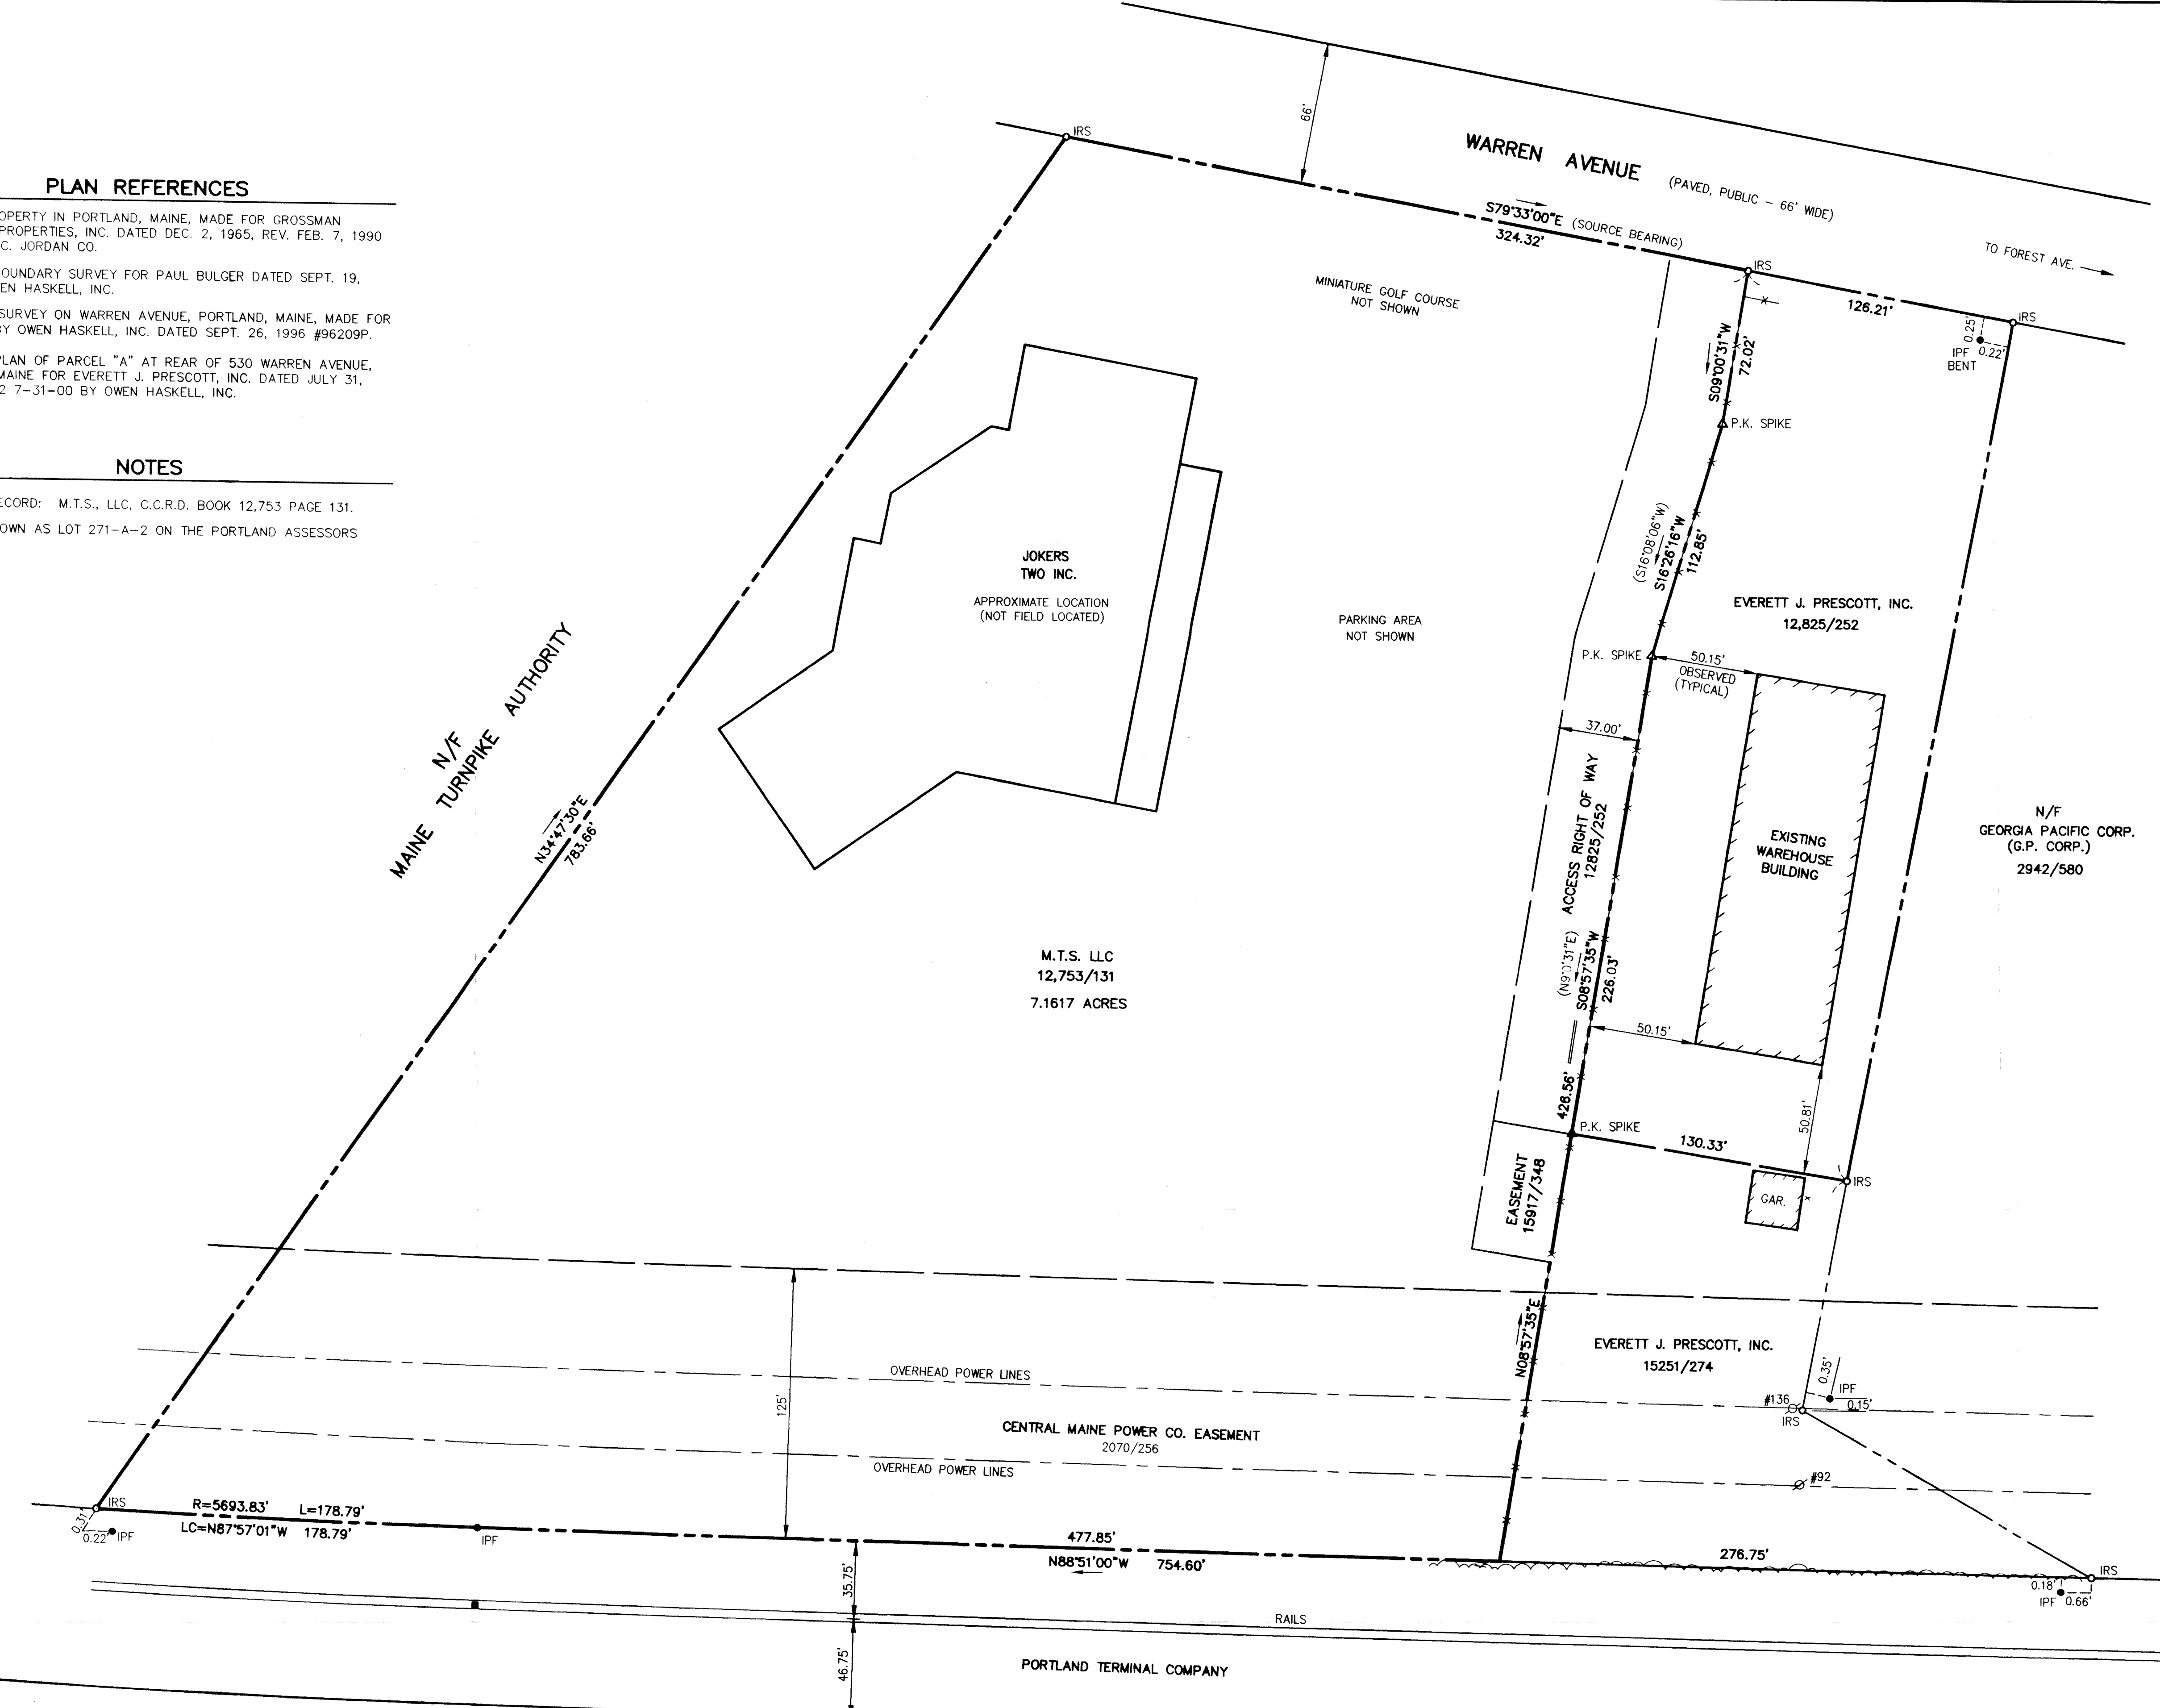 PLAN REFERENCES
OPERTY IN PORTLAND, MAINE, MADE FOR GROSSMAN
PROPERTIES, INC. DATED DEC. 2, 1965, REV. FEB. 7, 1990
C. JORDAN CO.
OUNDARY SURVEY FOR PAUL BULGER DATED SEPT. 19,
EN HASKELL, INC.
SURVEY ON WARREN AVENUE, PORTLAND, MAINE, MADE FOR
BY OWEN HASKELL, INC. DATED SEPT. 26, 1996 #96209P.
LAN OF PARCEL "A" AT REAR OF 530 WARREN AVENUE,
MAINE FOR EVERETT J. PRESCOTT, INC. DATED JULY 31,
2 7-31-00 BY OWEN HASKELL, INC.
NOTES
ECORD: M.T.S., LLC, C.C.R.D. BOOK 12,753 PAGE 131.
OWN AS LOT 271-A-2 ON THE PORTLAND ASSESSORS
66'
IRS
WARREN AVENUE (PAVED, PUBLIC - 66' WIDE)
S79°33'00"E (SOURCE BEARING)
324.32'
TO FOREST AVE.
IRS
126.21'
IRS
0.25'
IPF 0.22'
BENT
MINIATURE GOLF COURSE
NOT SHOWN
S09°00'31"W
72.02'
P.K. SPIKE
(S16°08'06"W)
S16°26'16"W
112.85'
JOKERS
TWO INC.
APPROXIMATE LOCATION
(NOT FIELD LOCATED)
PARKING AREA
NOT SHOWN
EVERETT J. PRESCOTT, INC.
12,825/252
P.K. SPIKE
50.15'
OBSERVED
(TYPICAL)
37.00'
N/F
MAINE TURNPIKE AUTHORITY
N34°47'30"E
783.66'
ACCESS RIGHT OF WAY
12825/252
EXISTING
WAREHOUSE
BUILDING
N/F
GEORGIA PACIFIC CORP.
(G.P. CORP.)
2942/580
M.T.S. LLC
12,753/131
7.1617 ACRES
(N9°0'31"E)
S08°57'35"W
226.03'
50.15'
426.56'
50.81'
P.K. SPIKE
130.33'
IRS
GAR.
EASEMENT
15917/348
N08°57'35"E
125'
EVERETT J. PRESCOTT, INC.
15251/274
OVERHEAD POWER LINES
0.35'
IPF
0.15'
#136
IRS
CENTRAL MAINE POWER CO. EASEMENT
2070/256
OVERHEAD POWER LINES
#92
IRS
0.31'
0.22' IPF
R=5693.83' L=178.79'
LC=N87°57'01"W 178.79'
IPF
477.85'
N88°51'00"W 754.60'
276.75'
IRS
0.18'
IPF 0.66'
35.75'
RAILS
46.75'
PORTLAND TERMINAL COMPANY